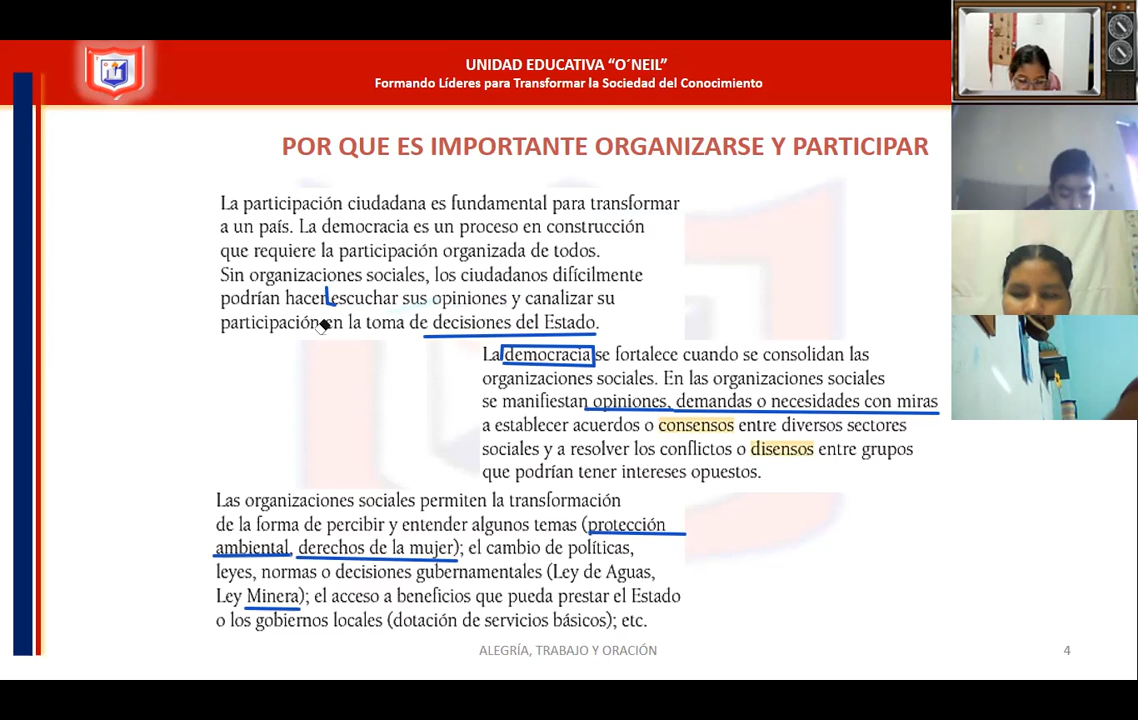 UNIDAD EDUCATIVA “O´NEIL”
Formando Líderes para Transformar la Sociedad del Conocimiento
POR QUE ES IMPORTANTE ORGANIZARSE Y PARTICIPAR
La participación ciudadana es fundamental para transformar
a un país. La democracia es un proceso en construcción
que requiere la participación organizada de todos.
Sin organizaciones sociales, los ciudadanos difícilmente
podrían hacer escuchar sus opiniones y canalizar su
participación en la toma de decisiones del Estado.
La democracia se fortalece cuando se consolidan las
organizaciones sociales. En las organizaciones sociales
se manifiestan opiniones, demandas o necesidades con miras
a establecer acuerdos o consensos entre diversos sectores
sociales y a resolver los conflictos o disensos entre grupos
que podrían tener intereses opuestos.
Las organizaciones sociales permiten la transformación
de la forma de percibir y entender algunos temas (protección
ambiental, derechos de la mujer); el cambio de políticas,
leyes, normas o decisiones gubernamentales (Ley de Aguas,
Ley Minera); el acceso a beneficios que pueda prestar el Estado
o los gobiernos locales (dotación de servicios básicos); etc.
ALEGRÍA, TRABAJO Y ORACIÓN
4